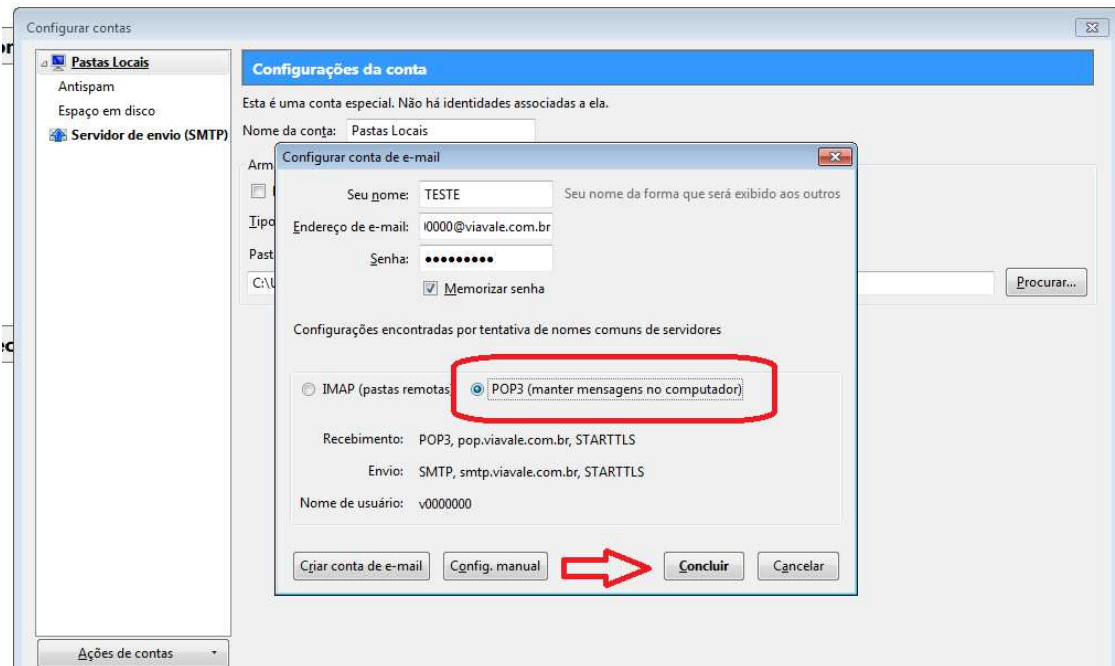 Configurar contas
Pastas Locais
Antispam
Espaço em disco
Servidor de envio (SMTP)
Ações de contas
Configurações da conta
Esta é uma conta especial. Não há identidades associadas a ela.
Nome da conta: Pastas Locais
Configurar conta de e-mail
Seu nome: TESTE Seu nome da forma que será exibido aos outros
Endereço de e-mail: 0000@viavale.com.br
Senha: •••••••••
Memorizar senha
Procurar...
Configurações encontradas por tentativa de nomes comuns de servidores
IMAP (pastas remotas) POP3 (manter mensagens no computador)
Recebimento: POP3, pop.viavale.com.br, STARTTLS
Envio: SMTP, smtp.viavale.com.br, STARTTLS
Nome de usuário: v0000000
Criar conta de e-mail Config. manual Concluir Cancelar